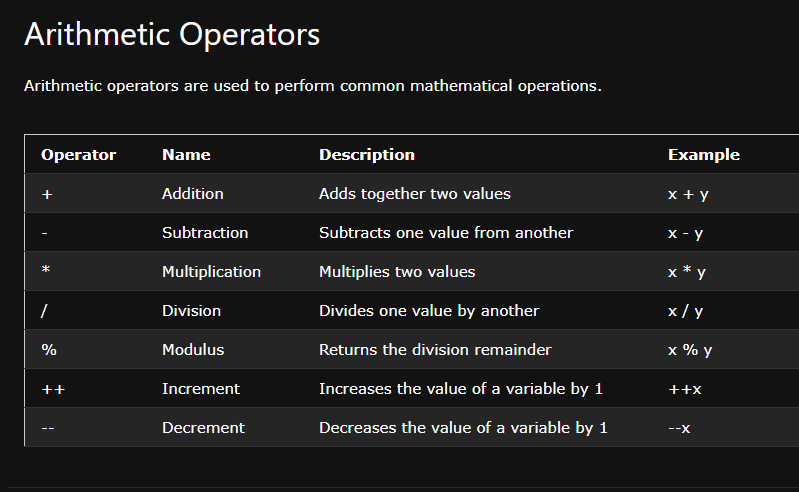 Arithmetic Operators
Arithmetic operators are used to perform common mathematical operations.
Operator Name Description Example
+ Addition Adds together two values x + y
- Subtraction Subtracts one value from another x - y
* Multiplication Multiplies two values x * y
/ Division Divides one value by another x / y
% Modulus Returns the division remainder x % y
++ Increment Increases the value of a variable by 1 ++x
-- Decrement Decreases the value of a variable by 1 --x